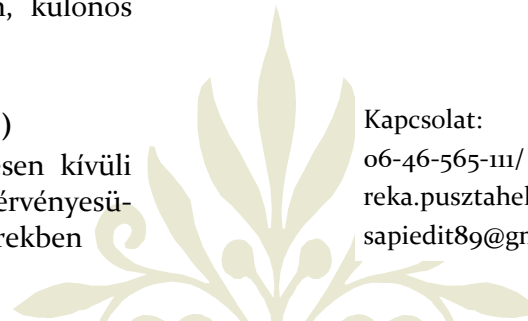 különös
)
sen kívüli
érvényesü-
rekben
Kapcsolat:
06-46-565-111/
reka.pusztahel
sapiedit89@gm